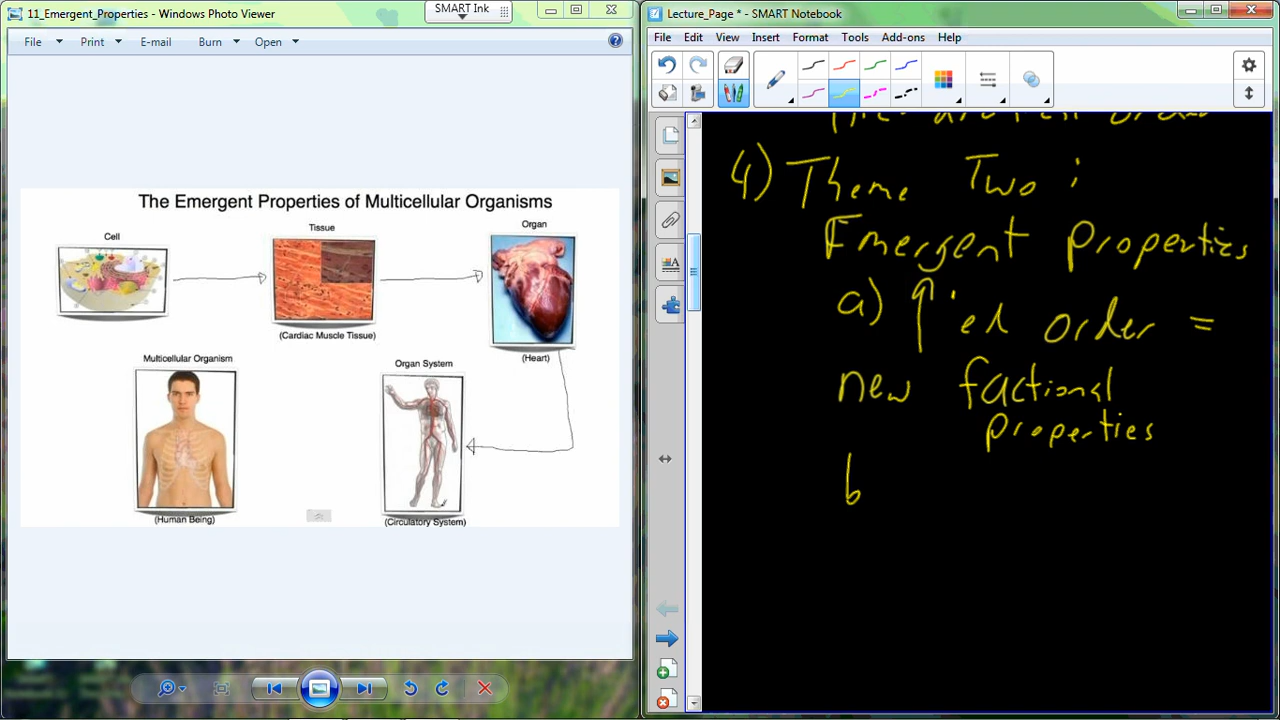 11_Emergent_Properties - Windows Photo Viewer
SMART Ink
File Print E-mail Burn Open
The Emergent Properties of Multicellular Organisms
Cell
Tissue
Organ
(Cardiac Muscle Tissue)
(Heart)
Multicellular Organism
Organ System
(Human Being)
(Circulatory System)
Lecture_Page * - SMART Notebook
File Edit View Insert Format Tools Add-ons Help
4) Theme Two :
Emergent properties
a) ↑'ed order =
new factional
properties
b